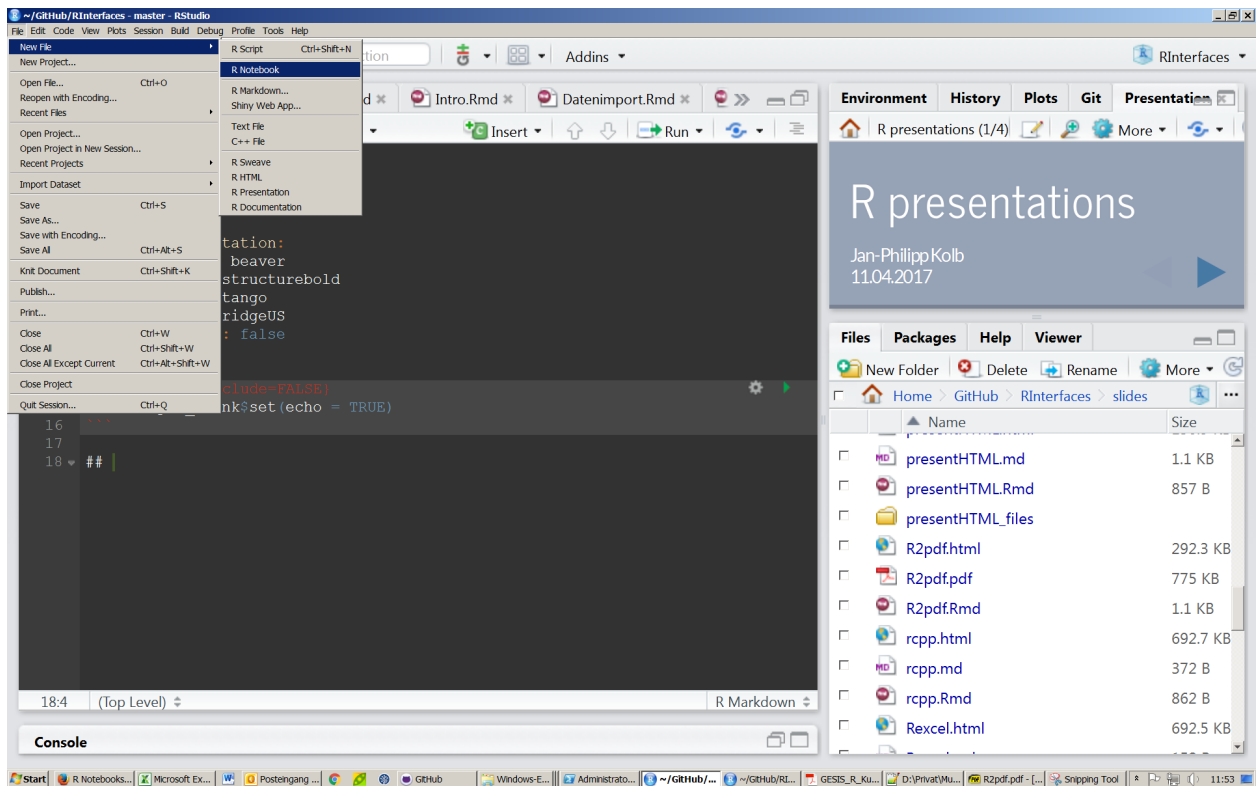 ~/GitHub/RInterfaces - master - RStudio
File Edit Code View Plots Session Build Debug Profile Tools Help
New File
New Project...
Open File... Ctrl+O
Reopen with Encoding...
Recent Files
Open Project...
Open Project in New Session...
Recent Projects
Import Dataset
Save Ctrl+S
Save As...
Save with Encoding...
Save All Ctrl+Alt+S
Knit Document Ctrl+Shift+K
Publish...
Print...
Close Ctrl+W
Close All Ctrl+Shift+W
Close All Except Current Ctrl+Alt+Shift+W
Close Project
Quit Session... Ctrl+Q
R Script Ctrl+Shift+N
R Notebook
R Markdown...
Shiny Web App...
Text File
C++ File
R Sweave
R HTML
R Presentation
R Documentation
ction Addins RInterfaces
d Intro.Rmd Datenimport.Rmd
Insert Run
tation:
beaver
structurebold
tango
ridgeUS
: false
clude=FALSE}
nk$set(echo = TRUE)
16 ```
17
18 ##
18:4 (Top Level) R Markdown
Console
Environment History Plots Git Presentation
R presentations (1/4) More
R presentations
Jan-Philipp Kolb
11.04.2017
Files Packages Help Viewer
New Folder Delete Rename More
Home GitHub RInterfaces slides ...
Name Size
presentHTML.md 1.1 KB
presentHTML.Rmd 857 B
presentHTML_files
R2pdf.html 292.3 KB
R2pdf.pdf 775 KB
R2pdf.Rmd 1.1 KB
rcpp.html 692.7 KB
rcpp.md 372 B
rcpp.Rmd 862 B
Rexcel.html 692.5 KB
Start R Notebooks... Microsoft Ex... Posteingang ... GitHub Windows-E... Administrato... ~/GitHub/... ~/GitHub/RI... GESIS_R_Ku... D:\Privat\Mu... R2pdf.pdf - [... Snipping Tool 11:53